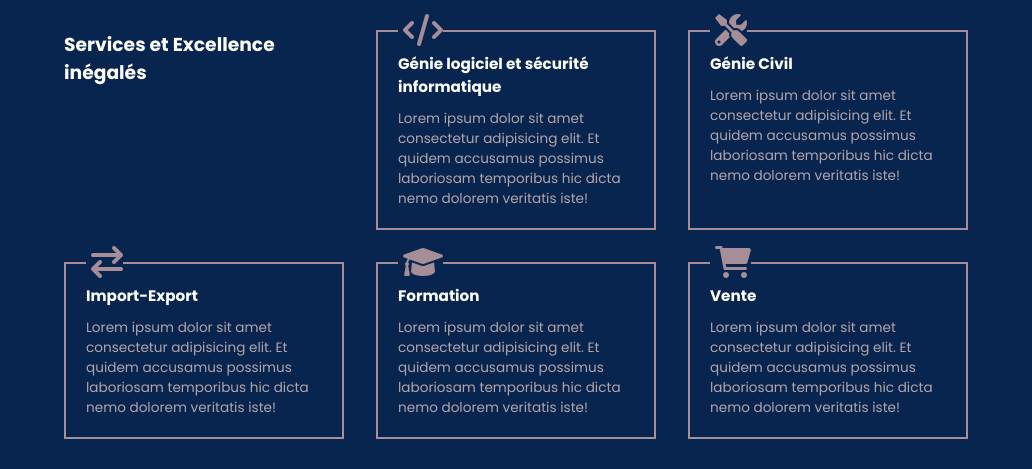 Services et Excellence
inégalés
Génie logiciel et sécurité
informatique
Lorem ipsum dolor sit amet
consectetur adipisicing elit. Et
quidem accusamus possimus
laboriosam temporibus hic dicta
nemo dolorem veritatis iste!
Génie Civil
Lorem ipsum dolor sit amet
consectetur adipisicing elit. Et
quidem accusamus possimus
laboriosam temporibus hic dicta
nemo dolorem veritatis iste!
Import-Export
Lorem ipsum dolor sit amet
consectetur adipisicing elit. Et
quidem accusamus possimus
laboriosam temporibus hic dicta
nemo dolorem veritatis iste!
Formation
Lorem ipsum dolor sit amet
consectetur adipisicing elit. Et
quidem accusamus possimus
laboriosam temporibus hic dicta
nemo dolorem veritatis iste!
Vente
Lorem ipsum dolor sit amet
consectetur adipisicing elit. Et
quidem accusamus possimus
laboriosam temporibus hic dicta
nemo dolorem veritatis iste!